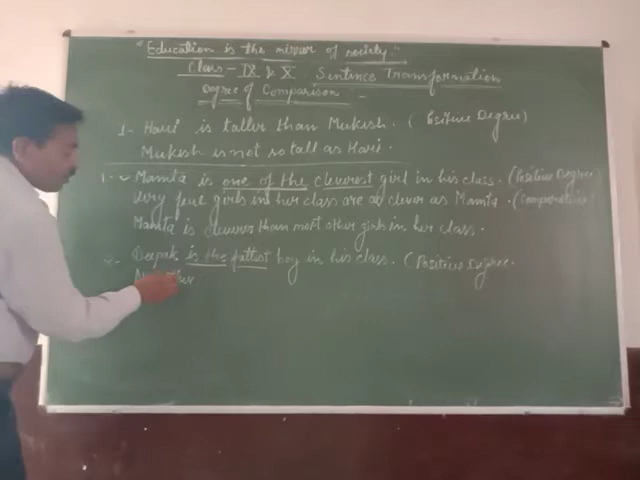 "Education is the mirror of society."
Class - IX & X Sentence Transformation
Degree of Comparison
1- Hari is taller than Mukesh. (Positive Degree)
Mukesh is not so tall as Hari.
1- Mamta is one of the cleverest girl in his class. (Positive Degree
Very few girls in her class are as clever as Mamta. (Comparative
Mamta is cleverer than most other girls in her class.
2- Deepak is the fattest boy in his class. (Positive Degree.
No other